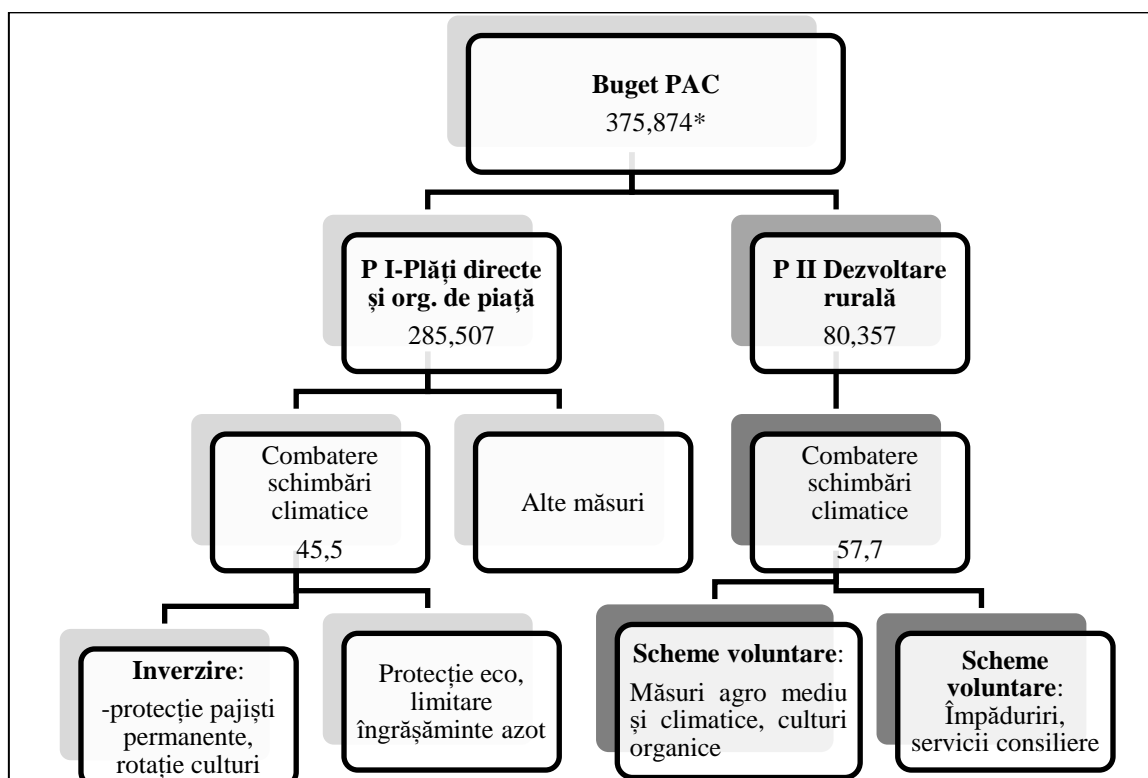 Buget PAC
375,874*
P I-Plăți directe
și org. de piață
285,507
P II Dezvoltare
rurală
80,357
Combatere
schimbări
climatice
45,5
Alte măsuri
Combatere
schimbări
climatice
57,7
Inverzire:
-protecție pajiști
permanente,
rotație culturi
Protecție eco,
limitare
îngrășăminte azot
Scheme voluntare:
Măsuri agro mediu
și climatice, culturi
organice
Scheme
voluntare:
Împăduriri,
servicii consiliere